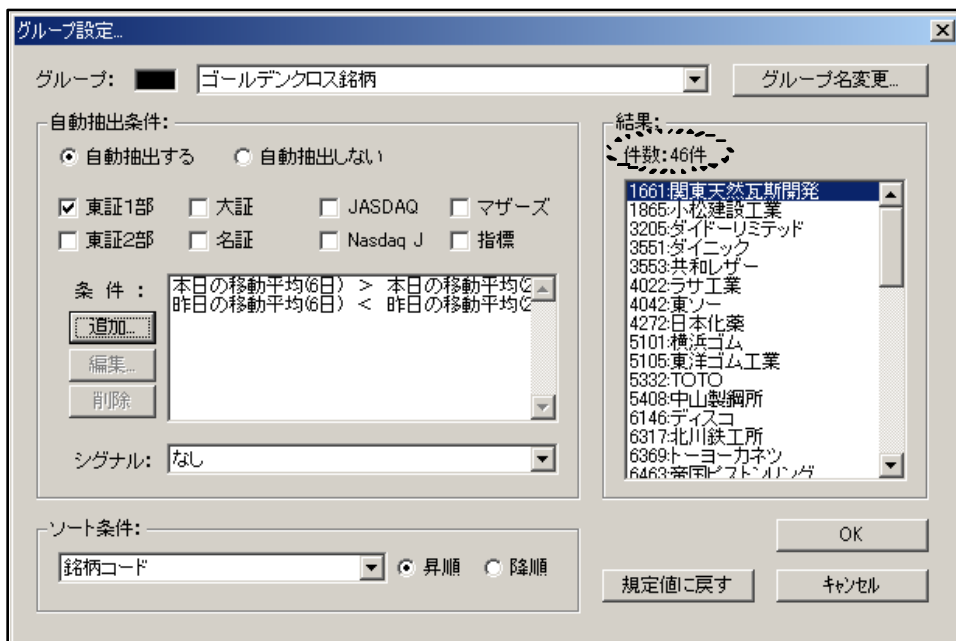 グループ設定...
グループ: ゴールデンクロス銘柄 グループ名変更...
自動抽出条件:
自動抽出する 自動抽出しない
東証1部 大証 JASDAQ マザーズ
東証2部 名証 Nasdaq J 指標
条 件 :
本日の移動平均(6日) > 本日の移動平均(2
昨日の移動平均(6日) < 昨日の移動平均(2
追加...
編集...
削除
シグナル: なし
結果:
件数:46件
1661:関東天然瓦斯開発
1865:小松建設工業
3205:ダイドーリミテッド
3551:ダイニック
3553:共和レザー
4022:ラサ工業
4042:東ソー
4272:日本化薬
5101:横浜ゴム
5105:東洋ゴム工業
5332:TOTO
5408:中山製鋼所
6146:ディスコ
6317:北川鉄工所
6369:トーヨーカネツ
6463:帝国ピストンリング
ソート条件:
銘柄コード 昇順 降順
OK
規定値に戻す キャンセル